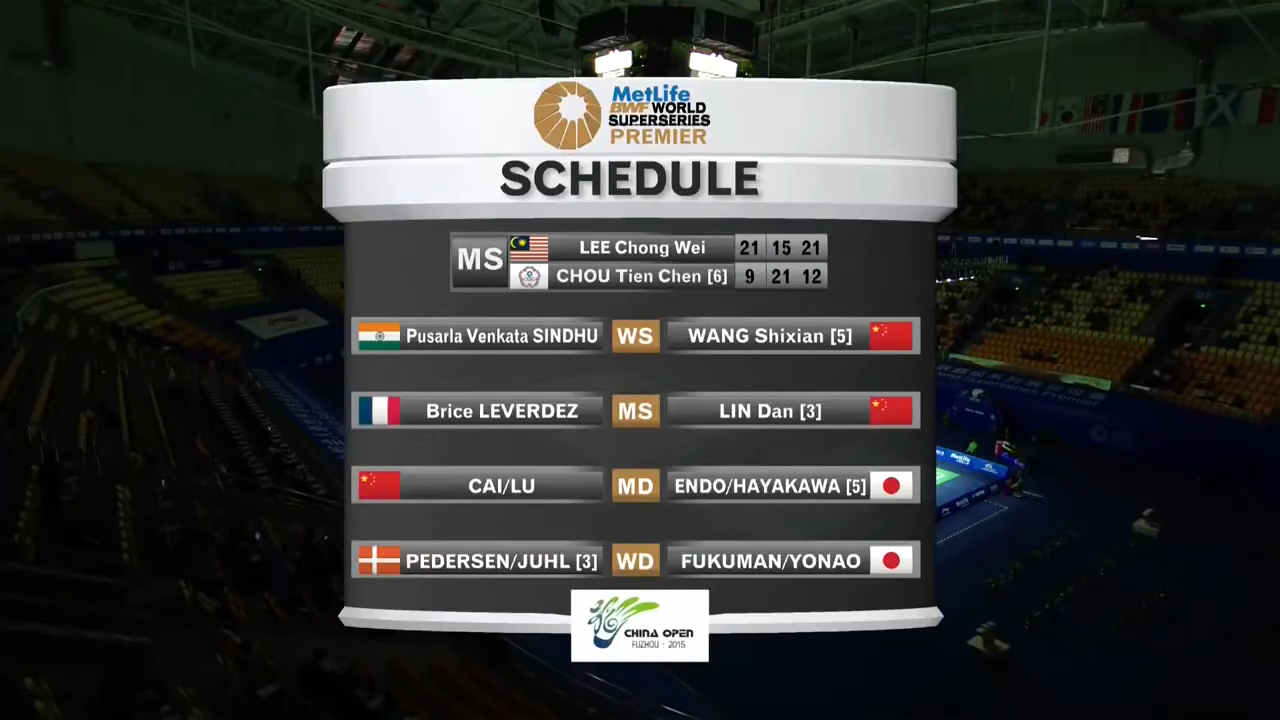 MetLife
BWF WORLD
SUPERSERIES
PREMIER
SCHEDULE
MS
LEE Chong Wei 21 15 21
CHOU Tien Chen [6] 9 21 12
Pusarla Venkata SINDHU WS WANG Shixian [5]
Brice LEVERDEZ MS LIN Dan [3]
CAI/LU MD ENDO/HAYAKAWA [5]
PEDERSEN/JUHL [3] WD FUKUMAN/YONAO
CHINA OPEN
FUZHOU · 2015